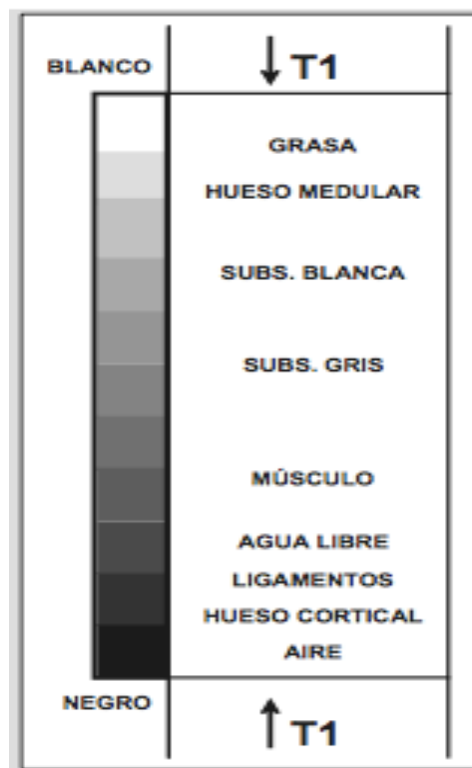 BLANCO
↓ T1
GRASA
HUESO MEDULAR
SUBS. BLANCA
SUBS. GRIS
MÚSCULO
AGUA LIBRE
LIGAMENTOS
HUESO CORTICAL
AIRE
NEGRO
↑ T1